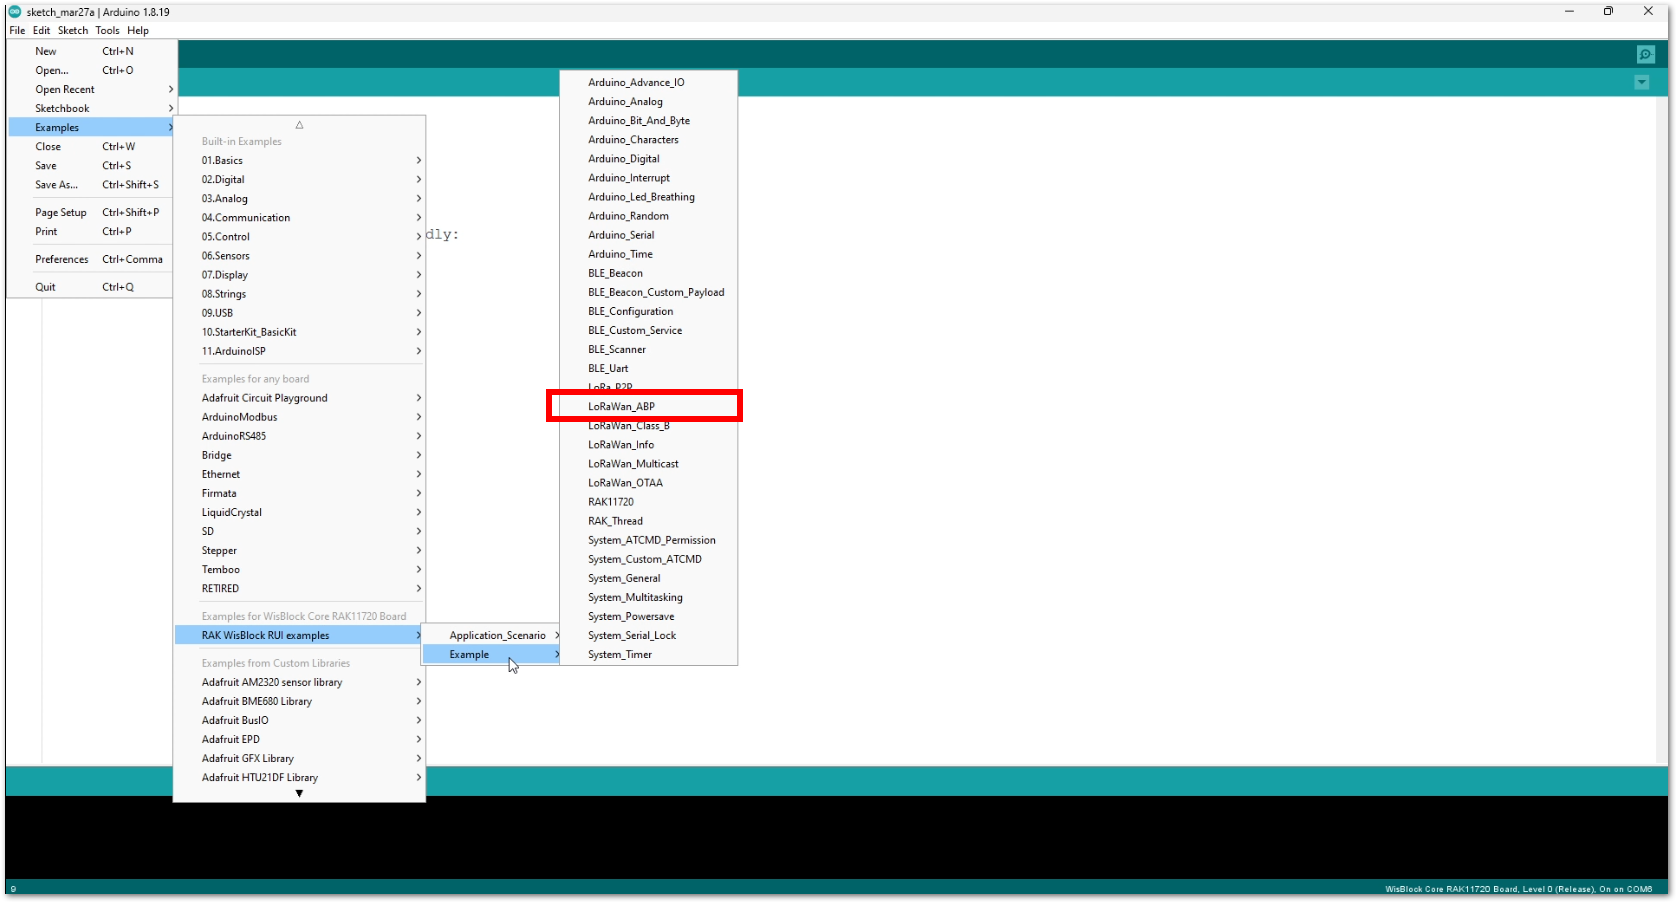 sketch_mar27a | Arduino 1.8.19
File Edit Sketch Tools Help
New Ctrl+N
Open... Ctrl+O
Open Recent
Sketchbook
Examples
Close Ctrl+W
Save Ctrl+S
Save As... Ctrl+Shift+S
Page Setup Ctrl+Shift+P
Print Ctrl+P
Preferences Ctrl+Comma
Quit Ctrl+Q
Built-in Examples
01.Basics
02.Digital
03.Analog
04.Communication
05.Control
06.Sensors
07.Display
08.Strings
09.USB
10.StarterKit_BasicKit
11.ArduinoISP
Examples for any board
Adafruit Circuit Playground
ArduinoModbus
ArduinoRS485
Bridge
Ethernet
Firmata
LiquidCrystal
SD
Stepper
Temboo
RETIRED
Examples for WisBlock Core RAK11720 Board
RAK WisBlock RUI examples
Examples from Custom Libraries
Adafruit AM2320 sensor library
Adafruit BME680 Library
Adafruit BusIO
Adafruit EPD
Adafruit GFX Library
Adafruit HTU21DF Library
dly:
Application_Scenario
Example
Arduino_Advance_IO
Arduino_Analog
Arduino_Bit_And_Byte
Arduino_Characters
Arduino_Digital
Arduino_Interrupt
Arduino_Led_Breathing
Arduino_Random
Arduino_Serial
Arduino_Time
BLE_Beacon
BLE_Beacon_Custom_Payload
BLE_Configuration
BLE_Custom_Service
BLE_Scanner
BLE_Uart
LoRa_P2P
LoRaWan_ABP
LoRaWan_Class_B
LoRaWan_Info
LoRaWan_Multicast
LoRaWan_OTAA
RAK11720
RAK_Thread
System_ATCMD_Permission
System_Custom_ATCMD
System_General
System_Multitasking
System_Powersave
System_Serial_Lock
System_Timer
9
WisBlock Core RAK11720 Board, Level 0 (Release), On on COM6